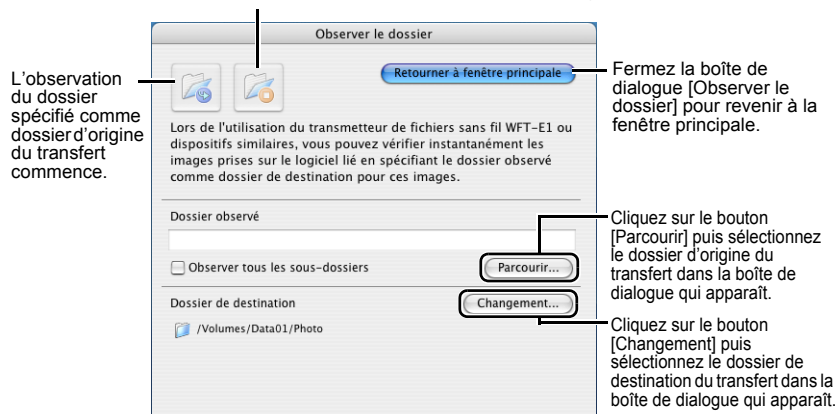 Observer le dossier
L'observation
du dossier
spécifié comme
dossier d'origine
du transfert
commence.
Retourner à fenêtre principale
Fermez la boîte de
dialogue [Observer le
dossier] pour revenir à la
fenêtre principale.
Lors de l'utilisation du transmetteur de fichiers sans fil WFT-E1 ou
dispositifs similaires, vous pouvez vérifier instantanément les
images prises sur le logiciel lié en spécifiant le dossier observé
comme dossier de destination pour ces images.
Dossier observé
Observer tous les sous-dossiers
Parcourir...
Cliquez sur le bouton
[Parcourir] puis sélectionnez
le dossier d'origine du
transfert dans la boîte de
dialogue qui apparaît.
Dossier de destination
Changement...
/Volumes/Data01/Photo
Cliquez sur le bouton
[Changement] puis
sélectionnez le dossier de
destination du transfert dans la
boîte de dialogue qui apparaît.